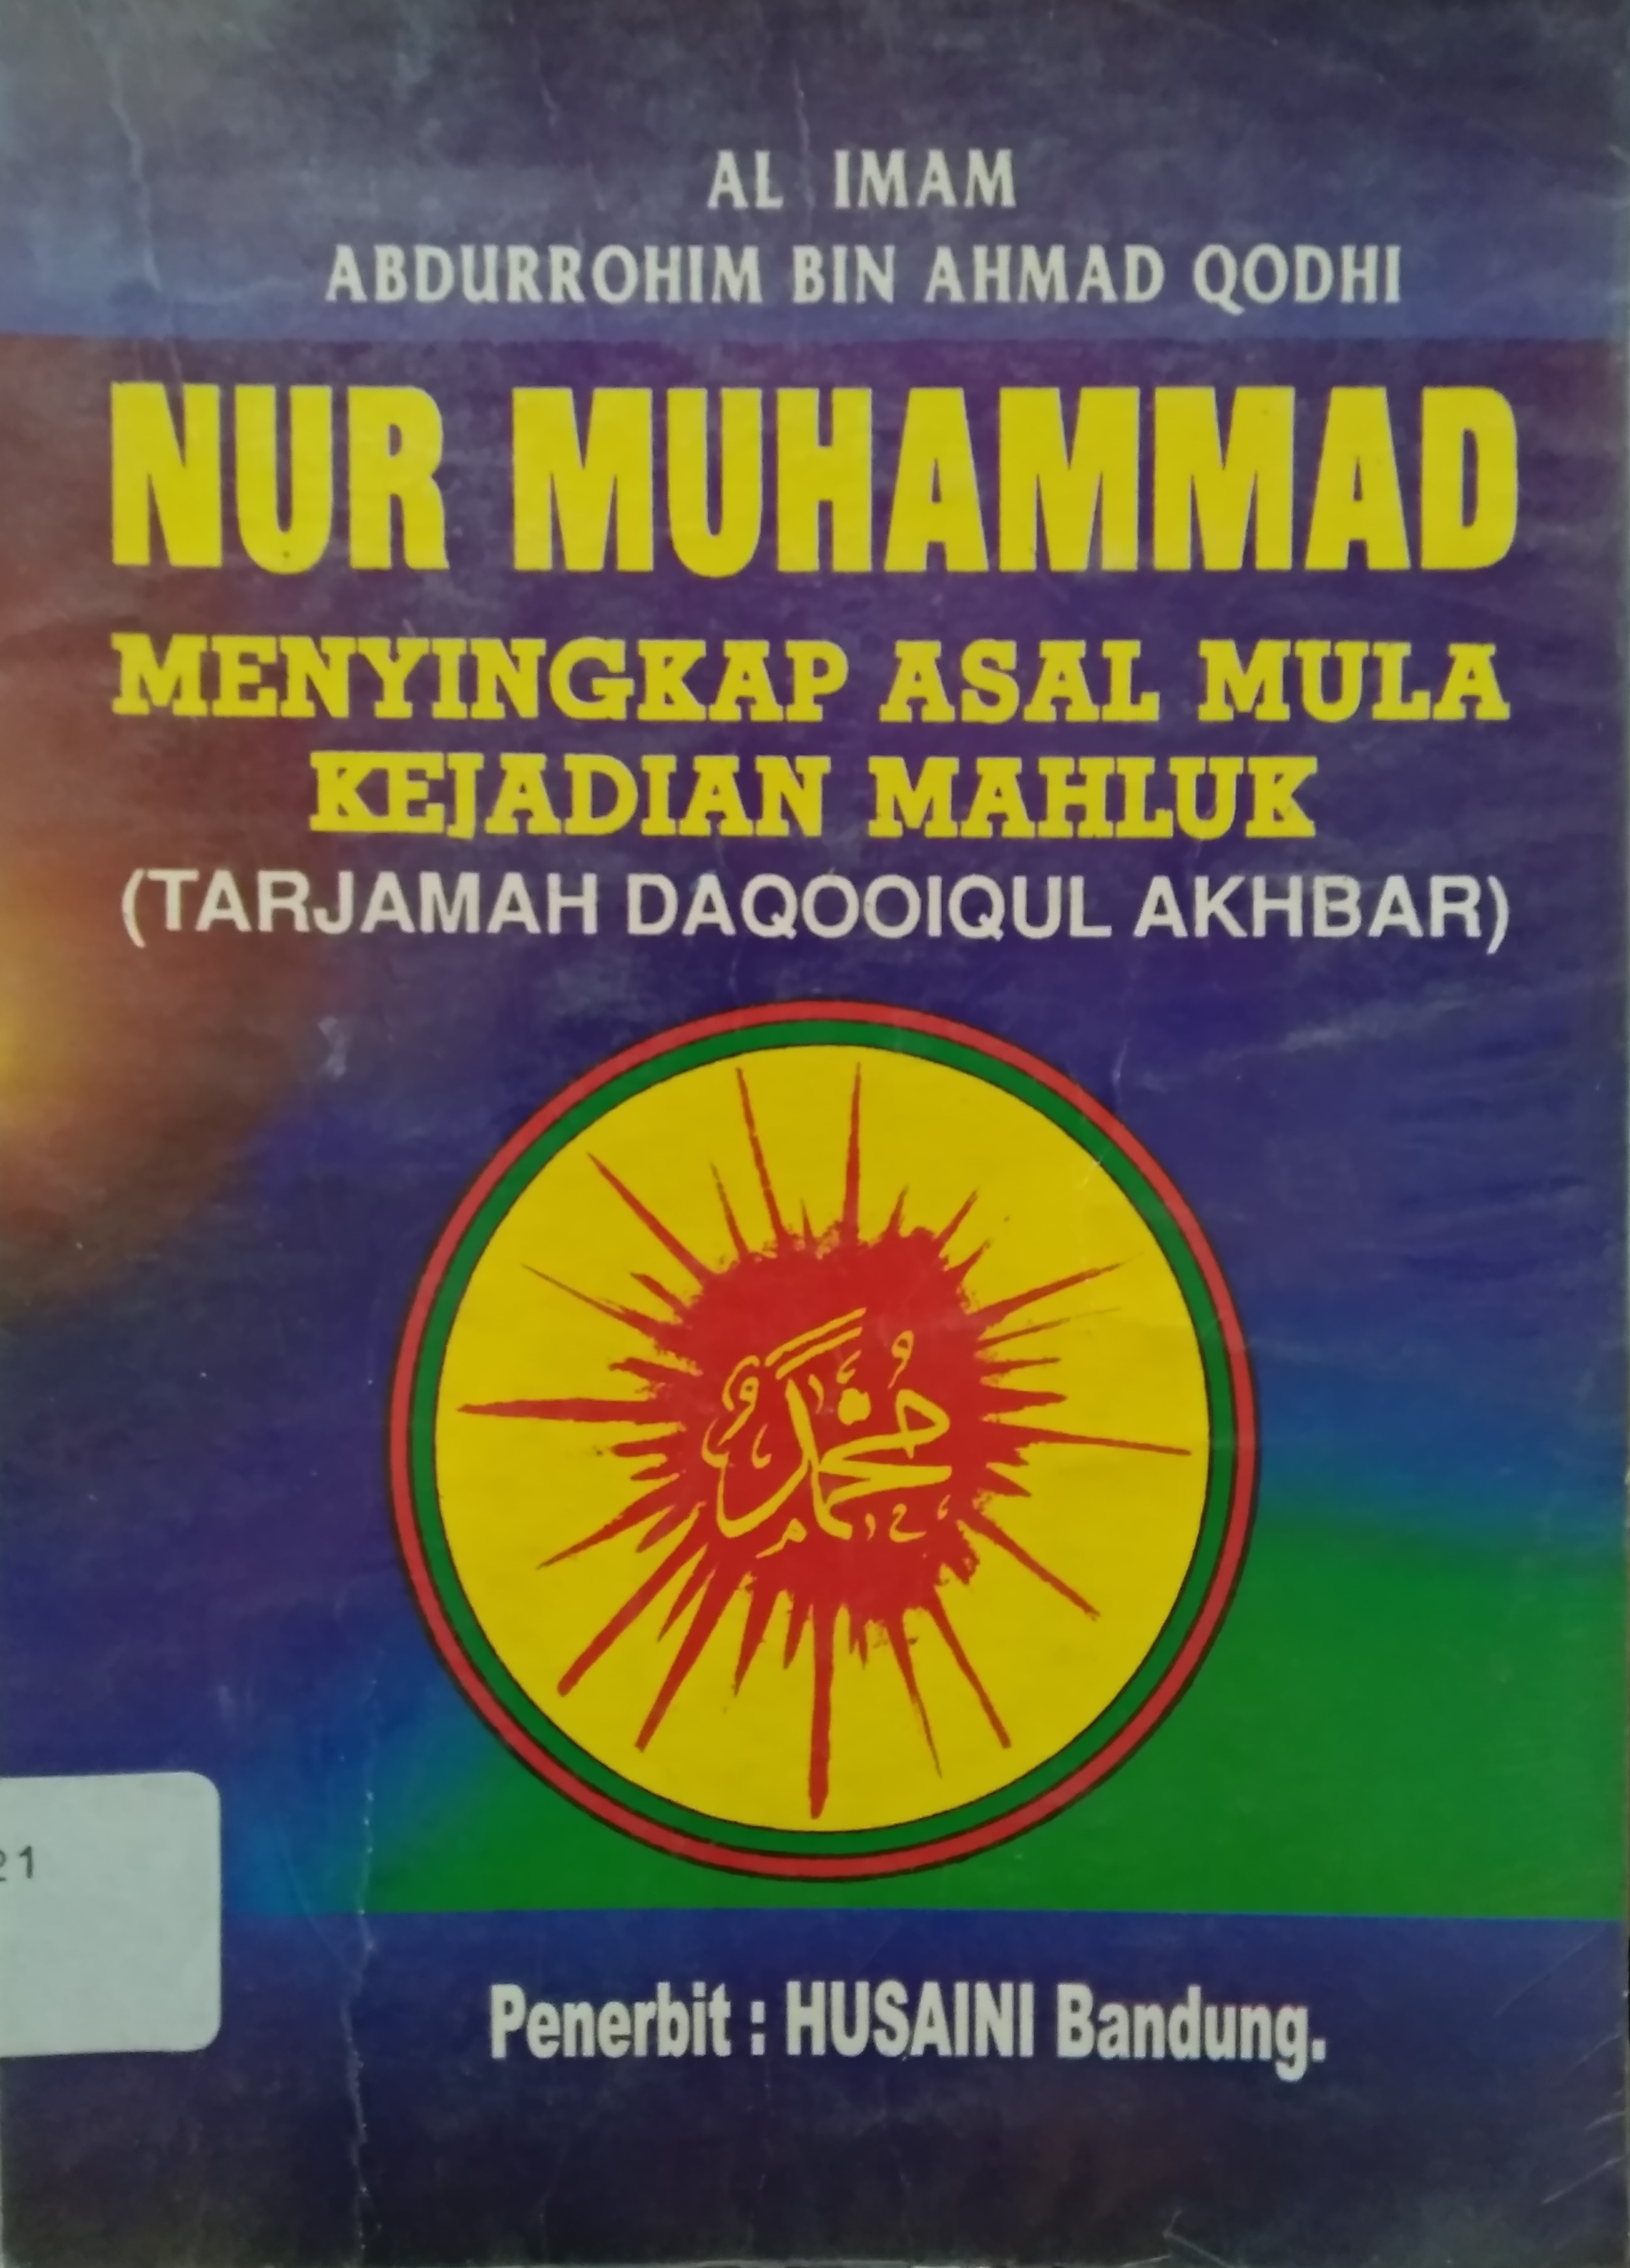 AL IMAM
ABDURROHIM BIN AHMAD QODHI
NUR MUHAMMAD
MENYINGKAP ASAL MULA
KEJADIAN MAHLUK
(TARJAMAH DAQOOIQUL AKHBAR)
محمد
21
Penerbit : HUSAINI Bandung.